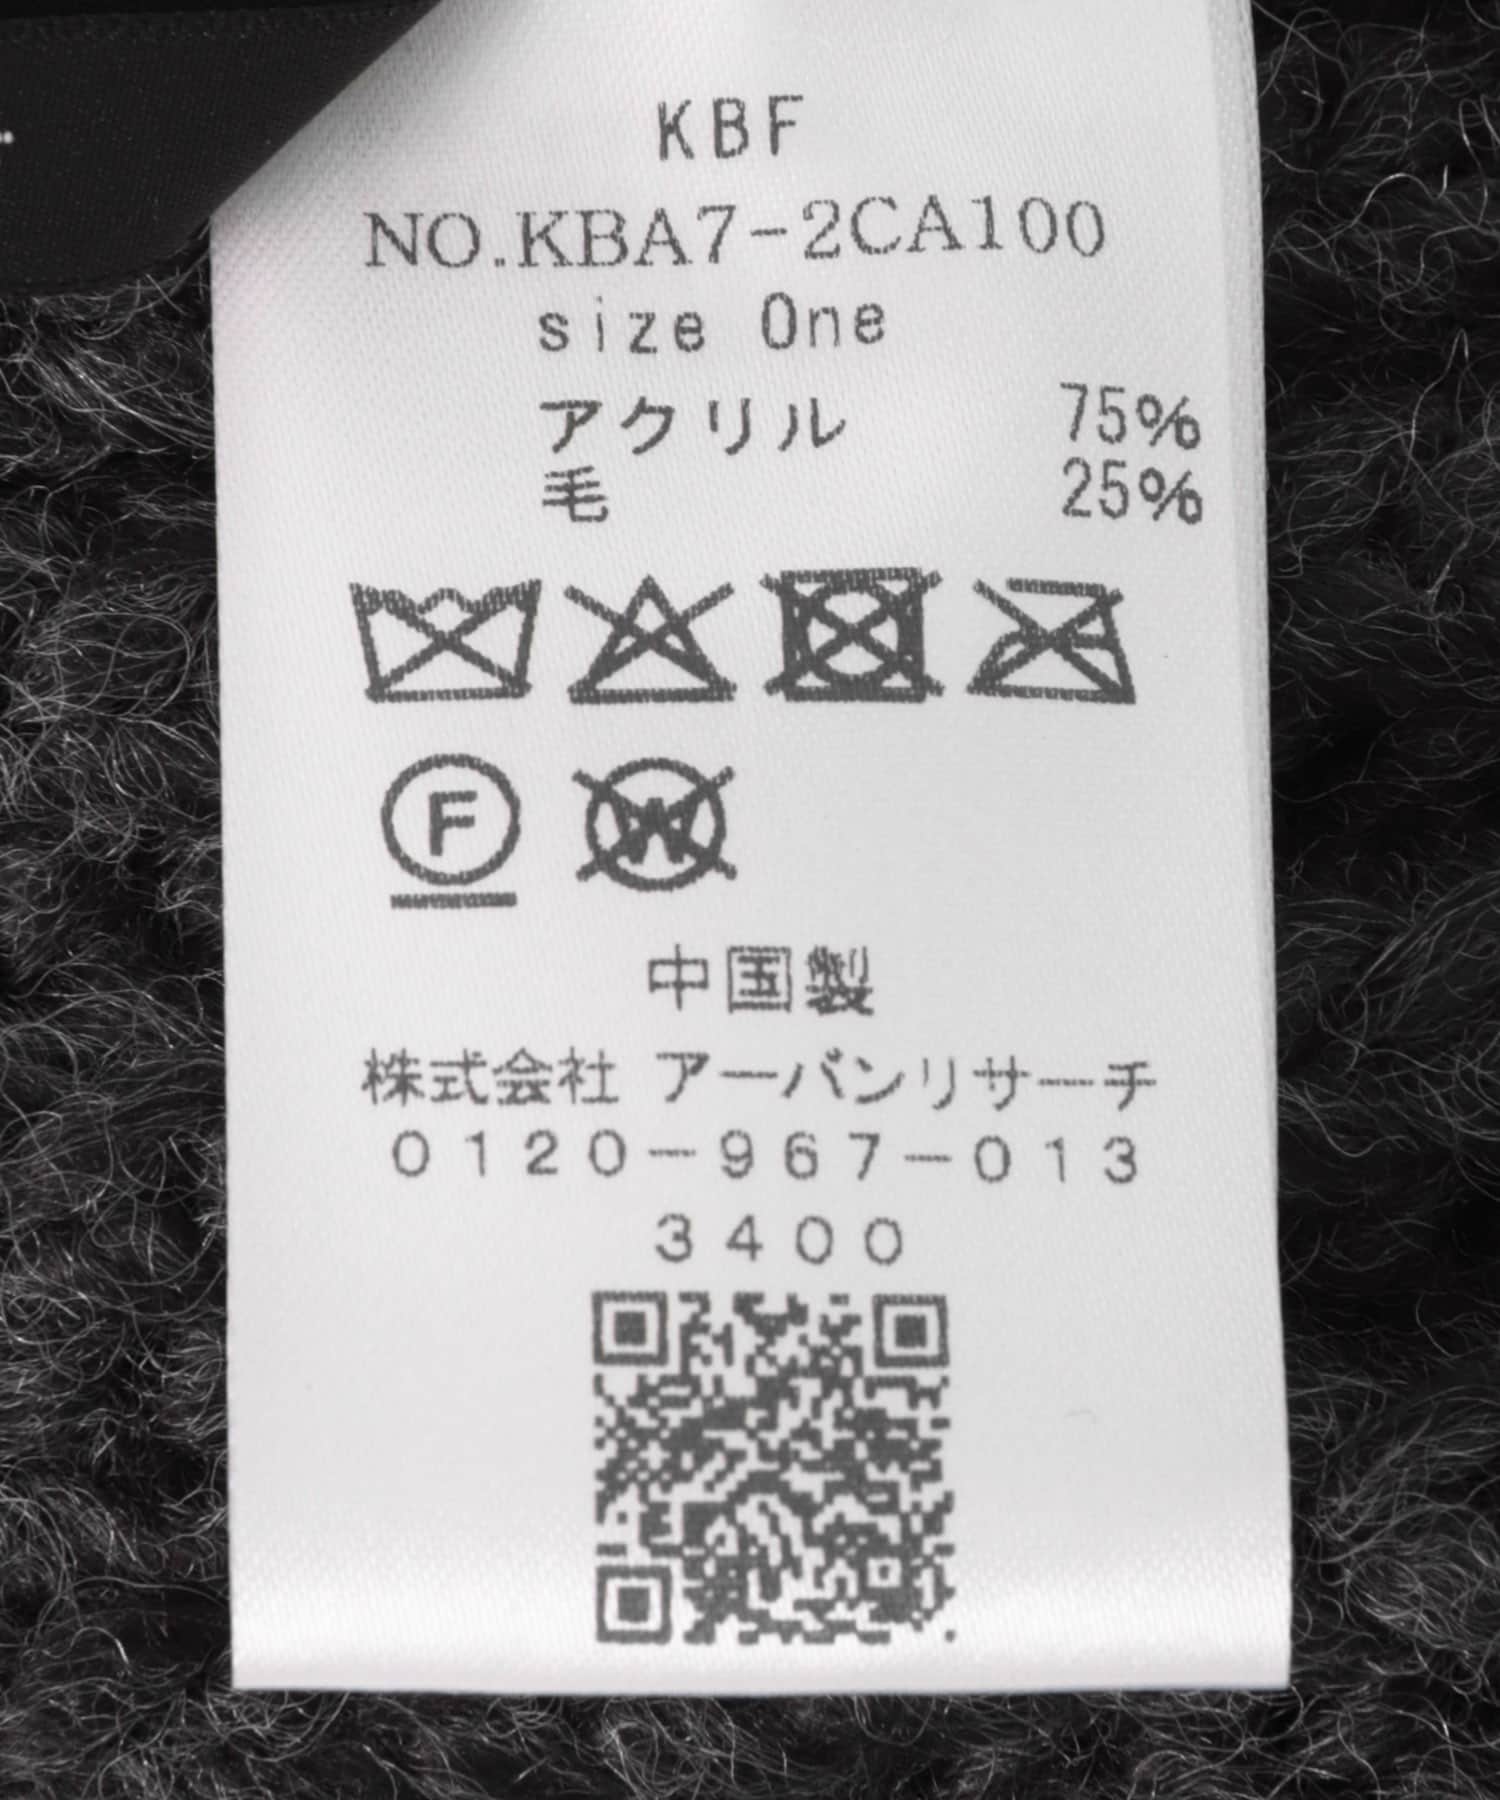 KBF
NO.KBA7-2CA100
size One
アクリル 75%
毛 25%
F
W
中国製
株式会社 アーバンリサーチ
0120-967-013
3400